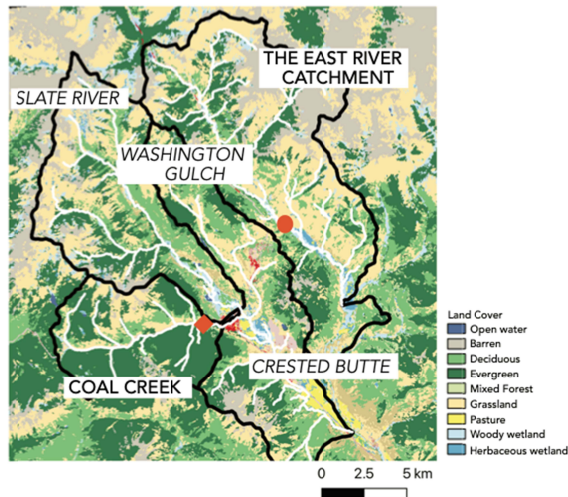 THE EAST RIVER
CATCHMENT
SLATE RIVER
WASHINGTON
GULCH
CRESTED BUTTE
COAL CREEK
Land Cover
Open water
Barren
Deciduous
Evergreen
Mixed Forest
Grassland
Pasture
Woody wetland
Herbaceous wetland
0 2.5 5 km